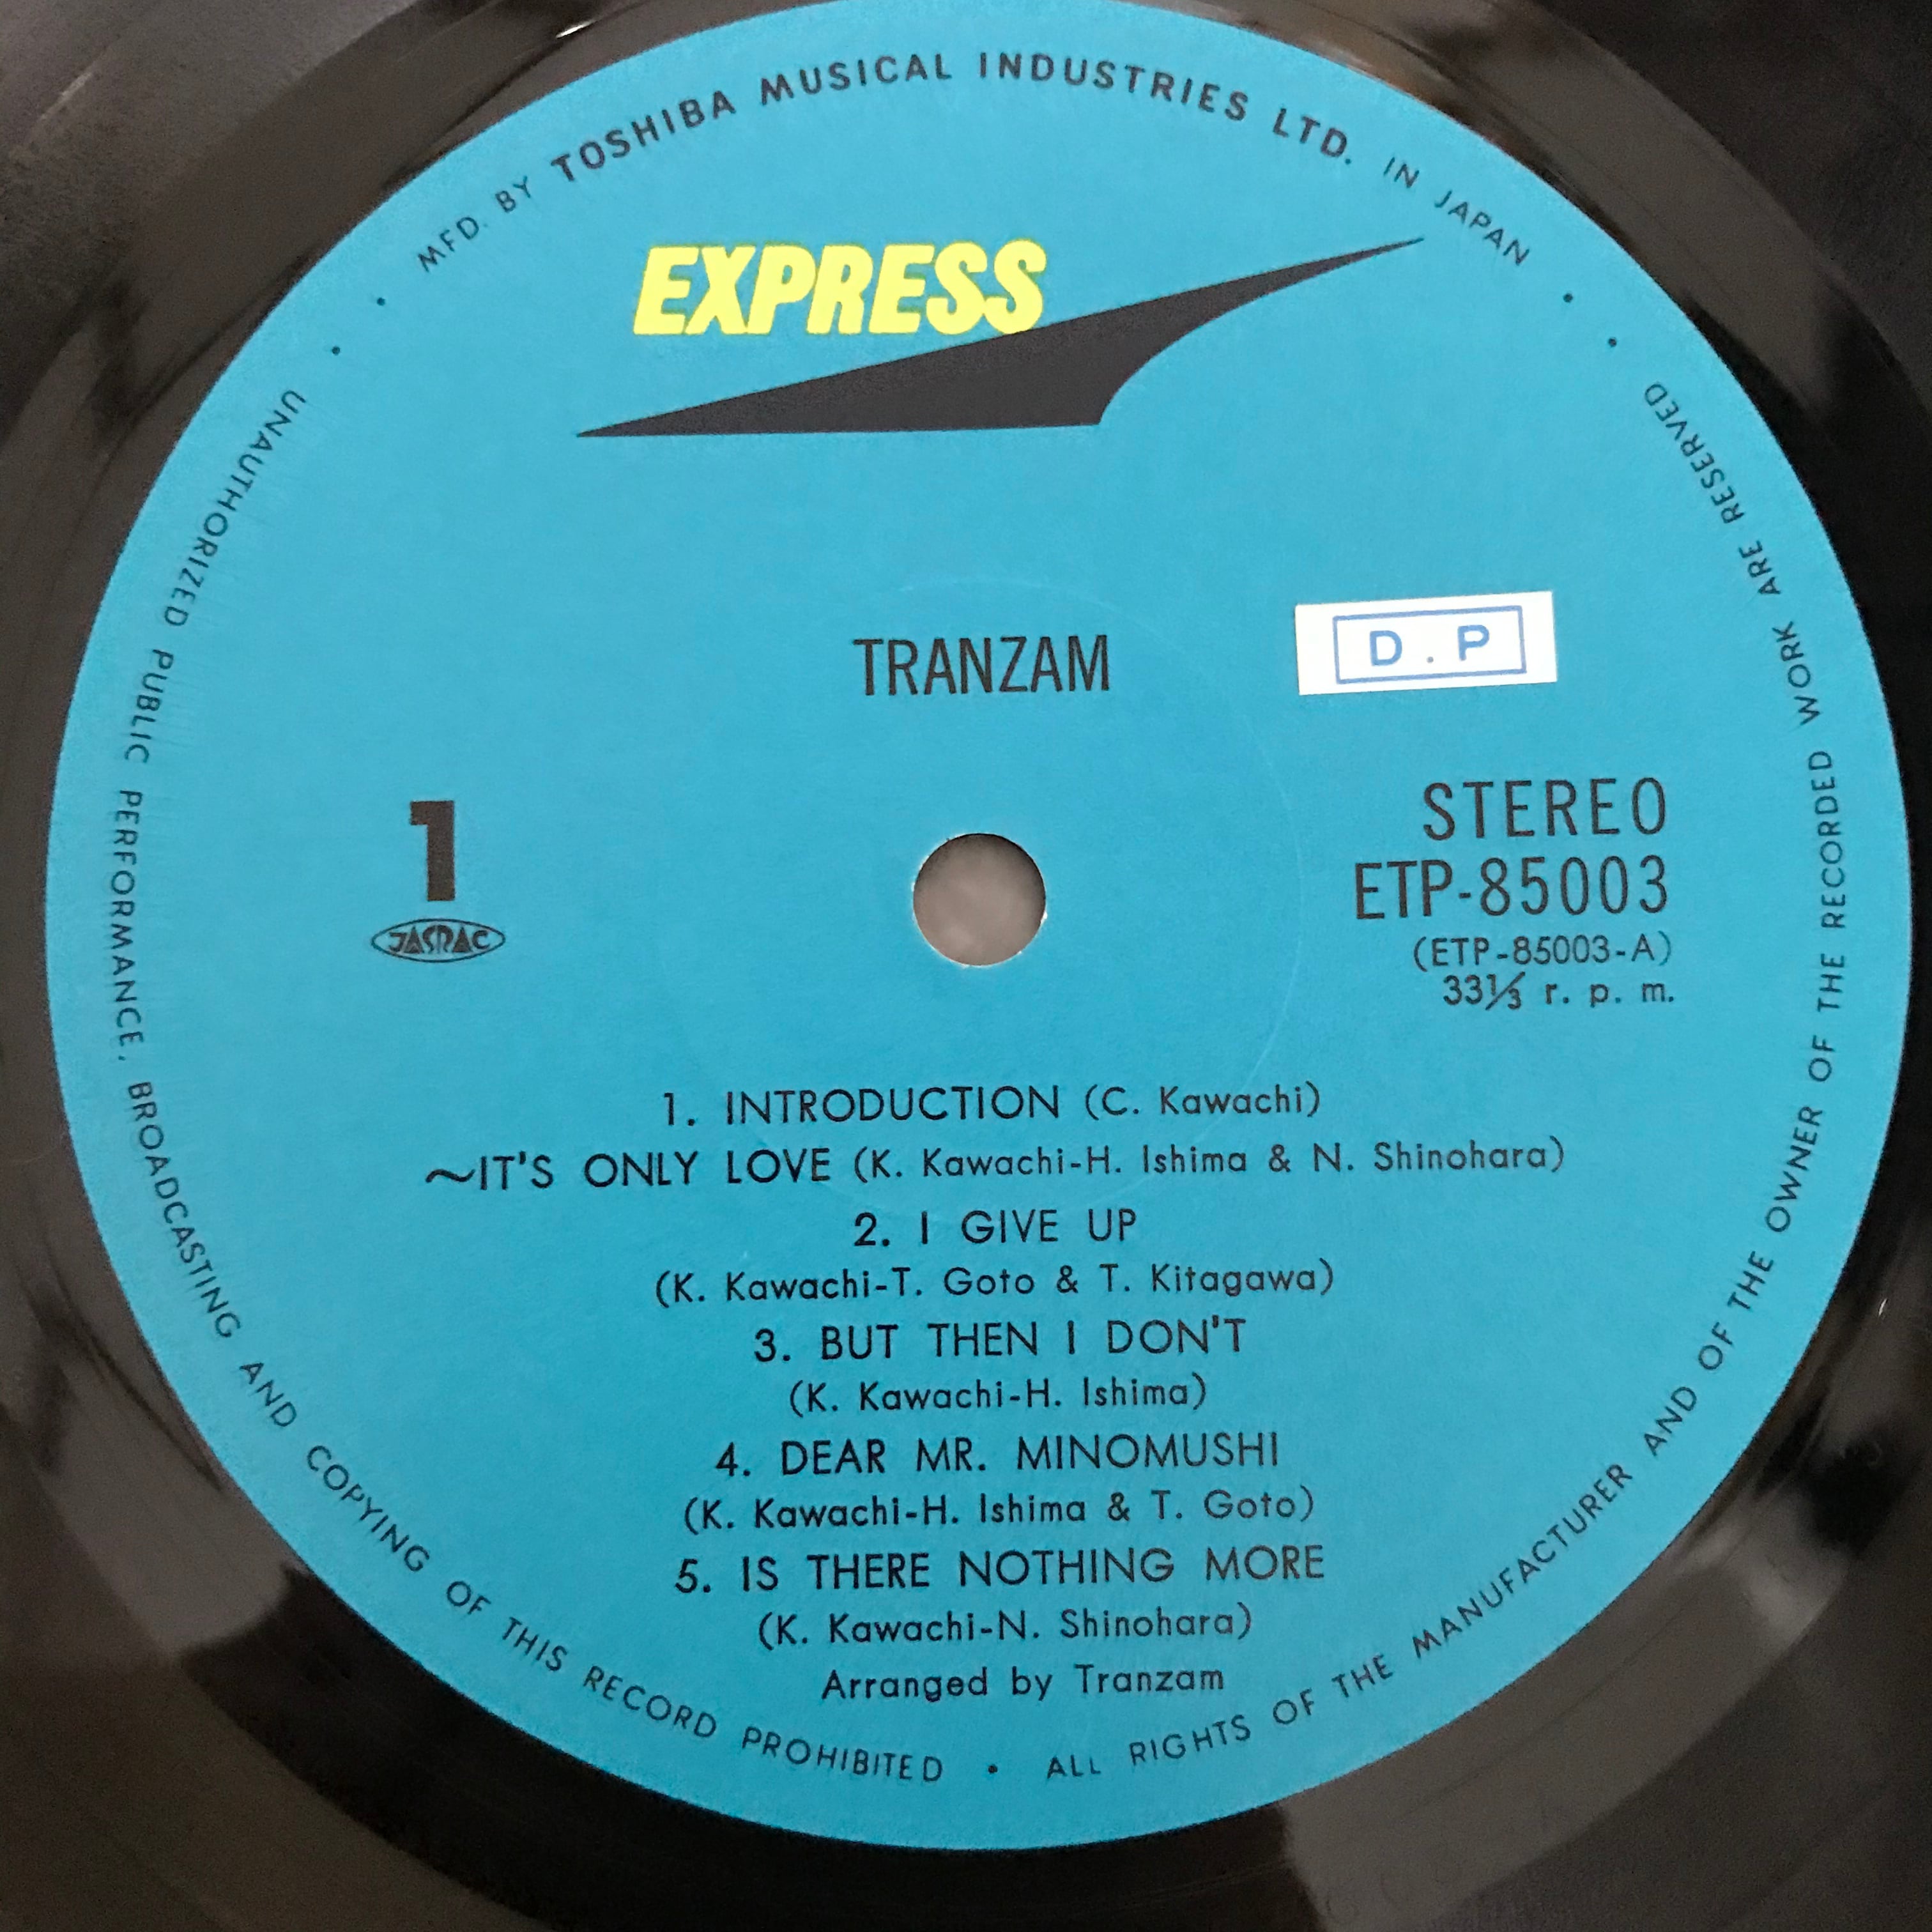 MFD. BY TOSHIBA MUSICAL INDUSTRIES LTD. IN JAPAN
EXPRESS
TRANZAM
D.P
1
JASRAC
STEREO
ETP-85003
(ETP-85003-A)
33⅓ r. p. m.
1. INTRODUCTION (C. Kawachi)
~IT'S ONLY LOVE (K. Kawachi-H. Ishima & N. Shinohara)
2. I GIVE UP
(K. Kawachi-T. Goto & T. Kitagawa)
3. BUT THEN I DON'T
(K. Kawachi-H. Ishima)
4. DEAR MR. MINOMUSHI
(K. Kawachi-H. Ishima & T. Goto)
5. IS THERE NOTHING MORE
(K. Kawachi-N. Shinohara)
Arranged by Tranzam
UNAUTHORIZED PUBLIC PERFORMANCE, BROADCASTING AND COPYING OF THIS RECORD PROHIBITED • ALL RIGHTS OF THE MANUFACTURER AND OF THE OWNER OF THE RECORDED WORK ARE RESERVED